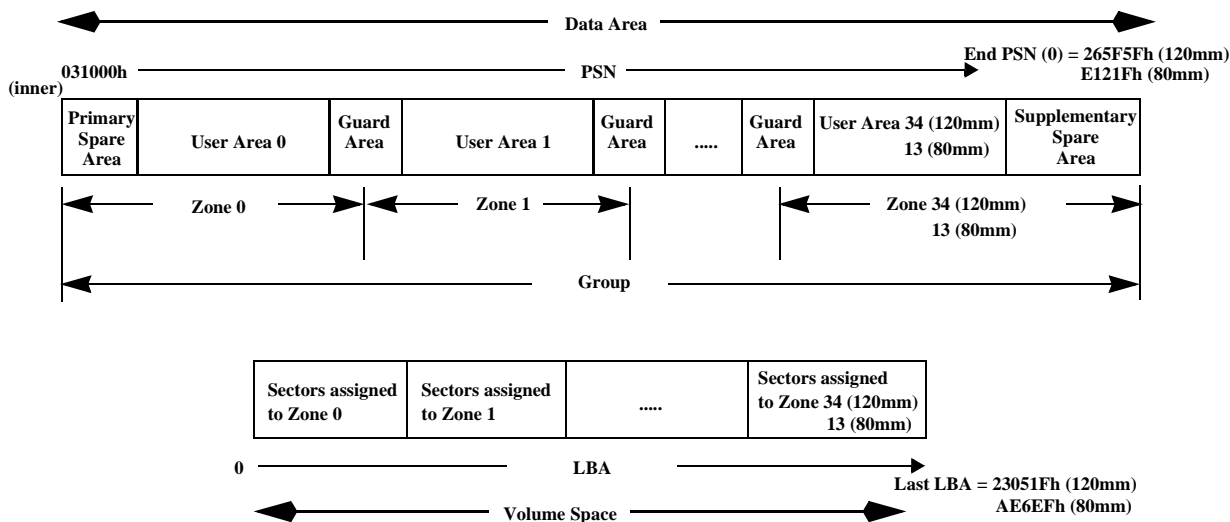 Data Area
End PSN (0) = 265F5Fh (120mm)
E121Fh (80mm)
031000h
PSN
(inner)
Primary Spare Area
User Area 0
Guard Area
User Area 1
Guard Area
.....
Guard Area
User Area 34 (120mm)
13 (80mm)
Supplementary Spare Area
Zone 0
Zone 1
Zone 34 (120mm)
13 (80mm)
Group
Sectors assigned
to Zone 0
Sectors assigned
to Zone 1
.....
Sectors assigned
to Zone 34 (120mm)
13 (80mm)
0
LBA
Last LBA = 23051Fh (120mm)
AE6EFh (80mm)
Volume Space